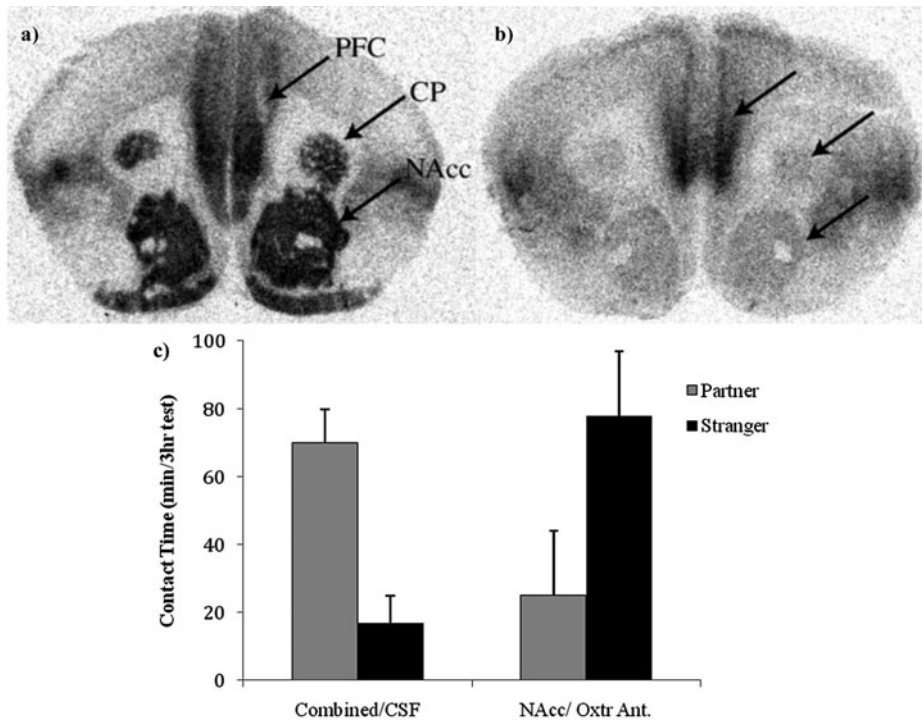 a)
PFC
CP
NAcc
b)
c)
100
80
60
40
20
0
Contact Time (min/3hr test)
Partner
Stranger
Combined/CSF
NAcc/ Oxtr Ant.